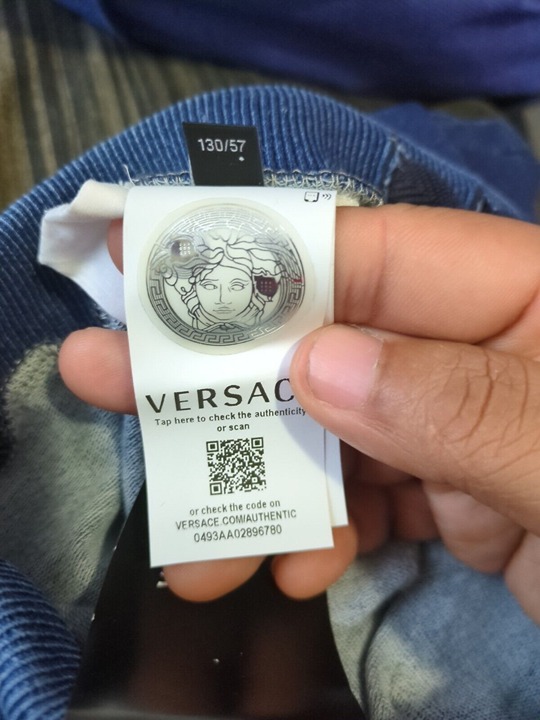 130/57
VERSAC
Tap here to check the authenticity
or scan
or check the code on
VERSACE.COM/AUTHENTIC
0493AA02896780